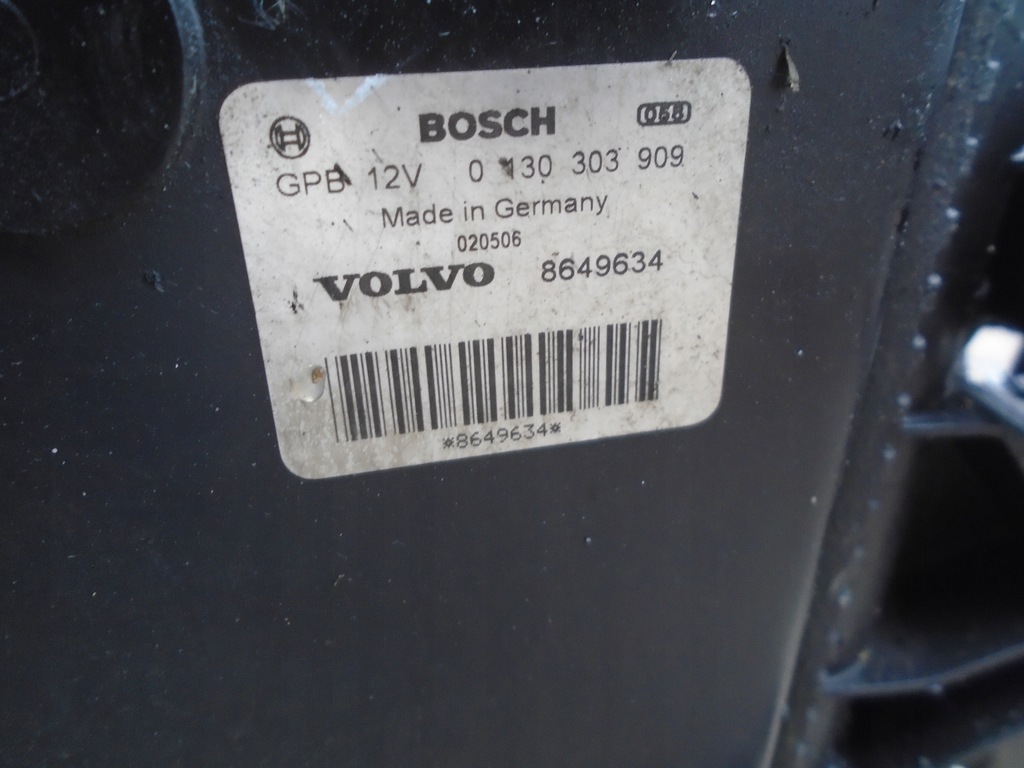 BOSCH 058
GPB 12V 0 130 303 909
Made in Germany
020506
VOLVO 8649634
*8649634*